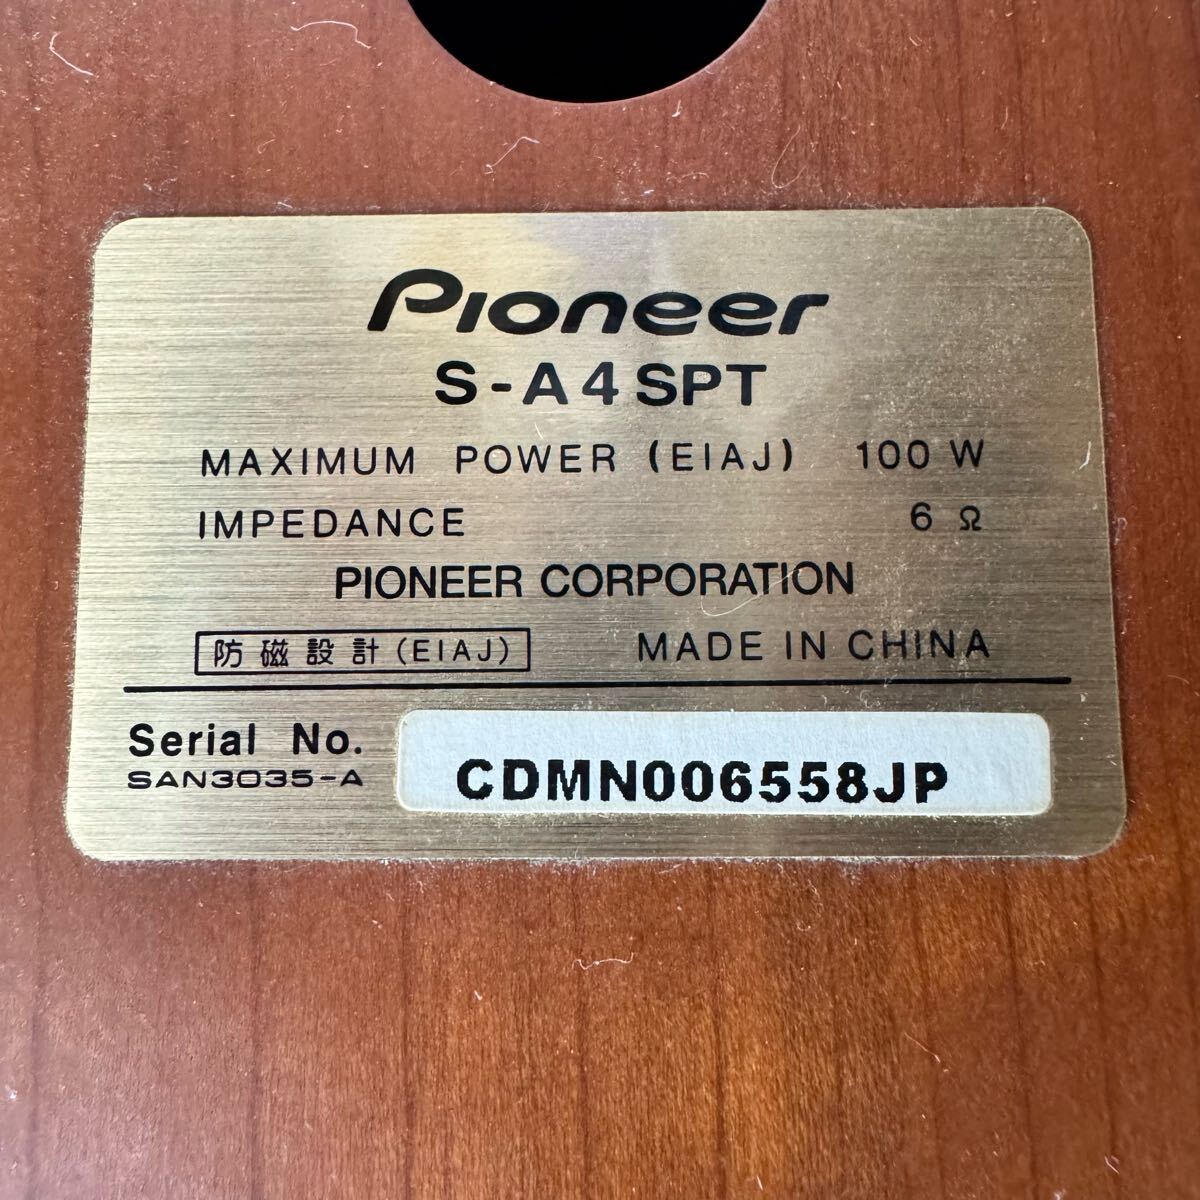 Pioneer
S-A4SPT
MAXIMUM POWER (EIAJ) 100 W
IMPEDANCE 6 Ω
PIONEER CORPORATION
防磁設計(EIAJ) MADE IN CHINA
Serial No. CDMN006558JP
SAN3035-A